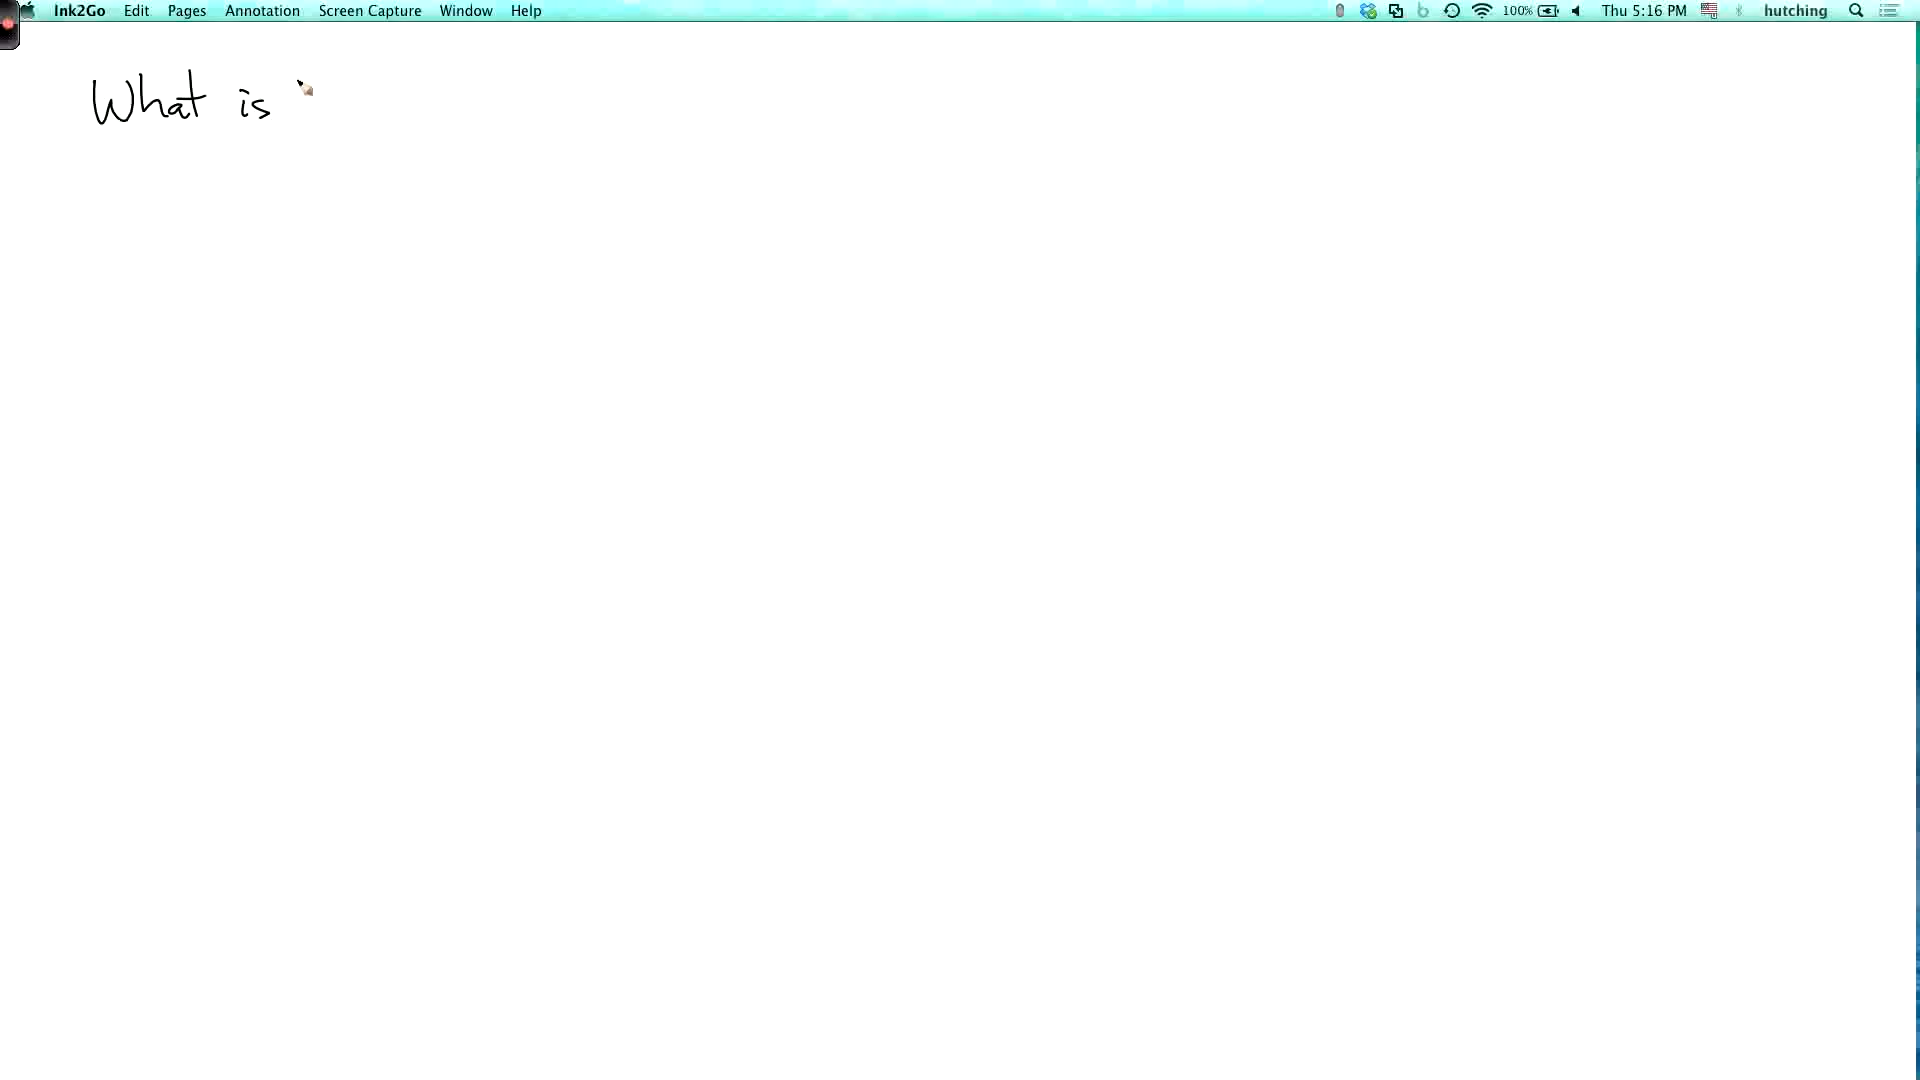 Ink2Go Edit Pages Annotation Screen Capture Window Help 100% Thu 5:16 PM hutching
What is